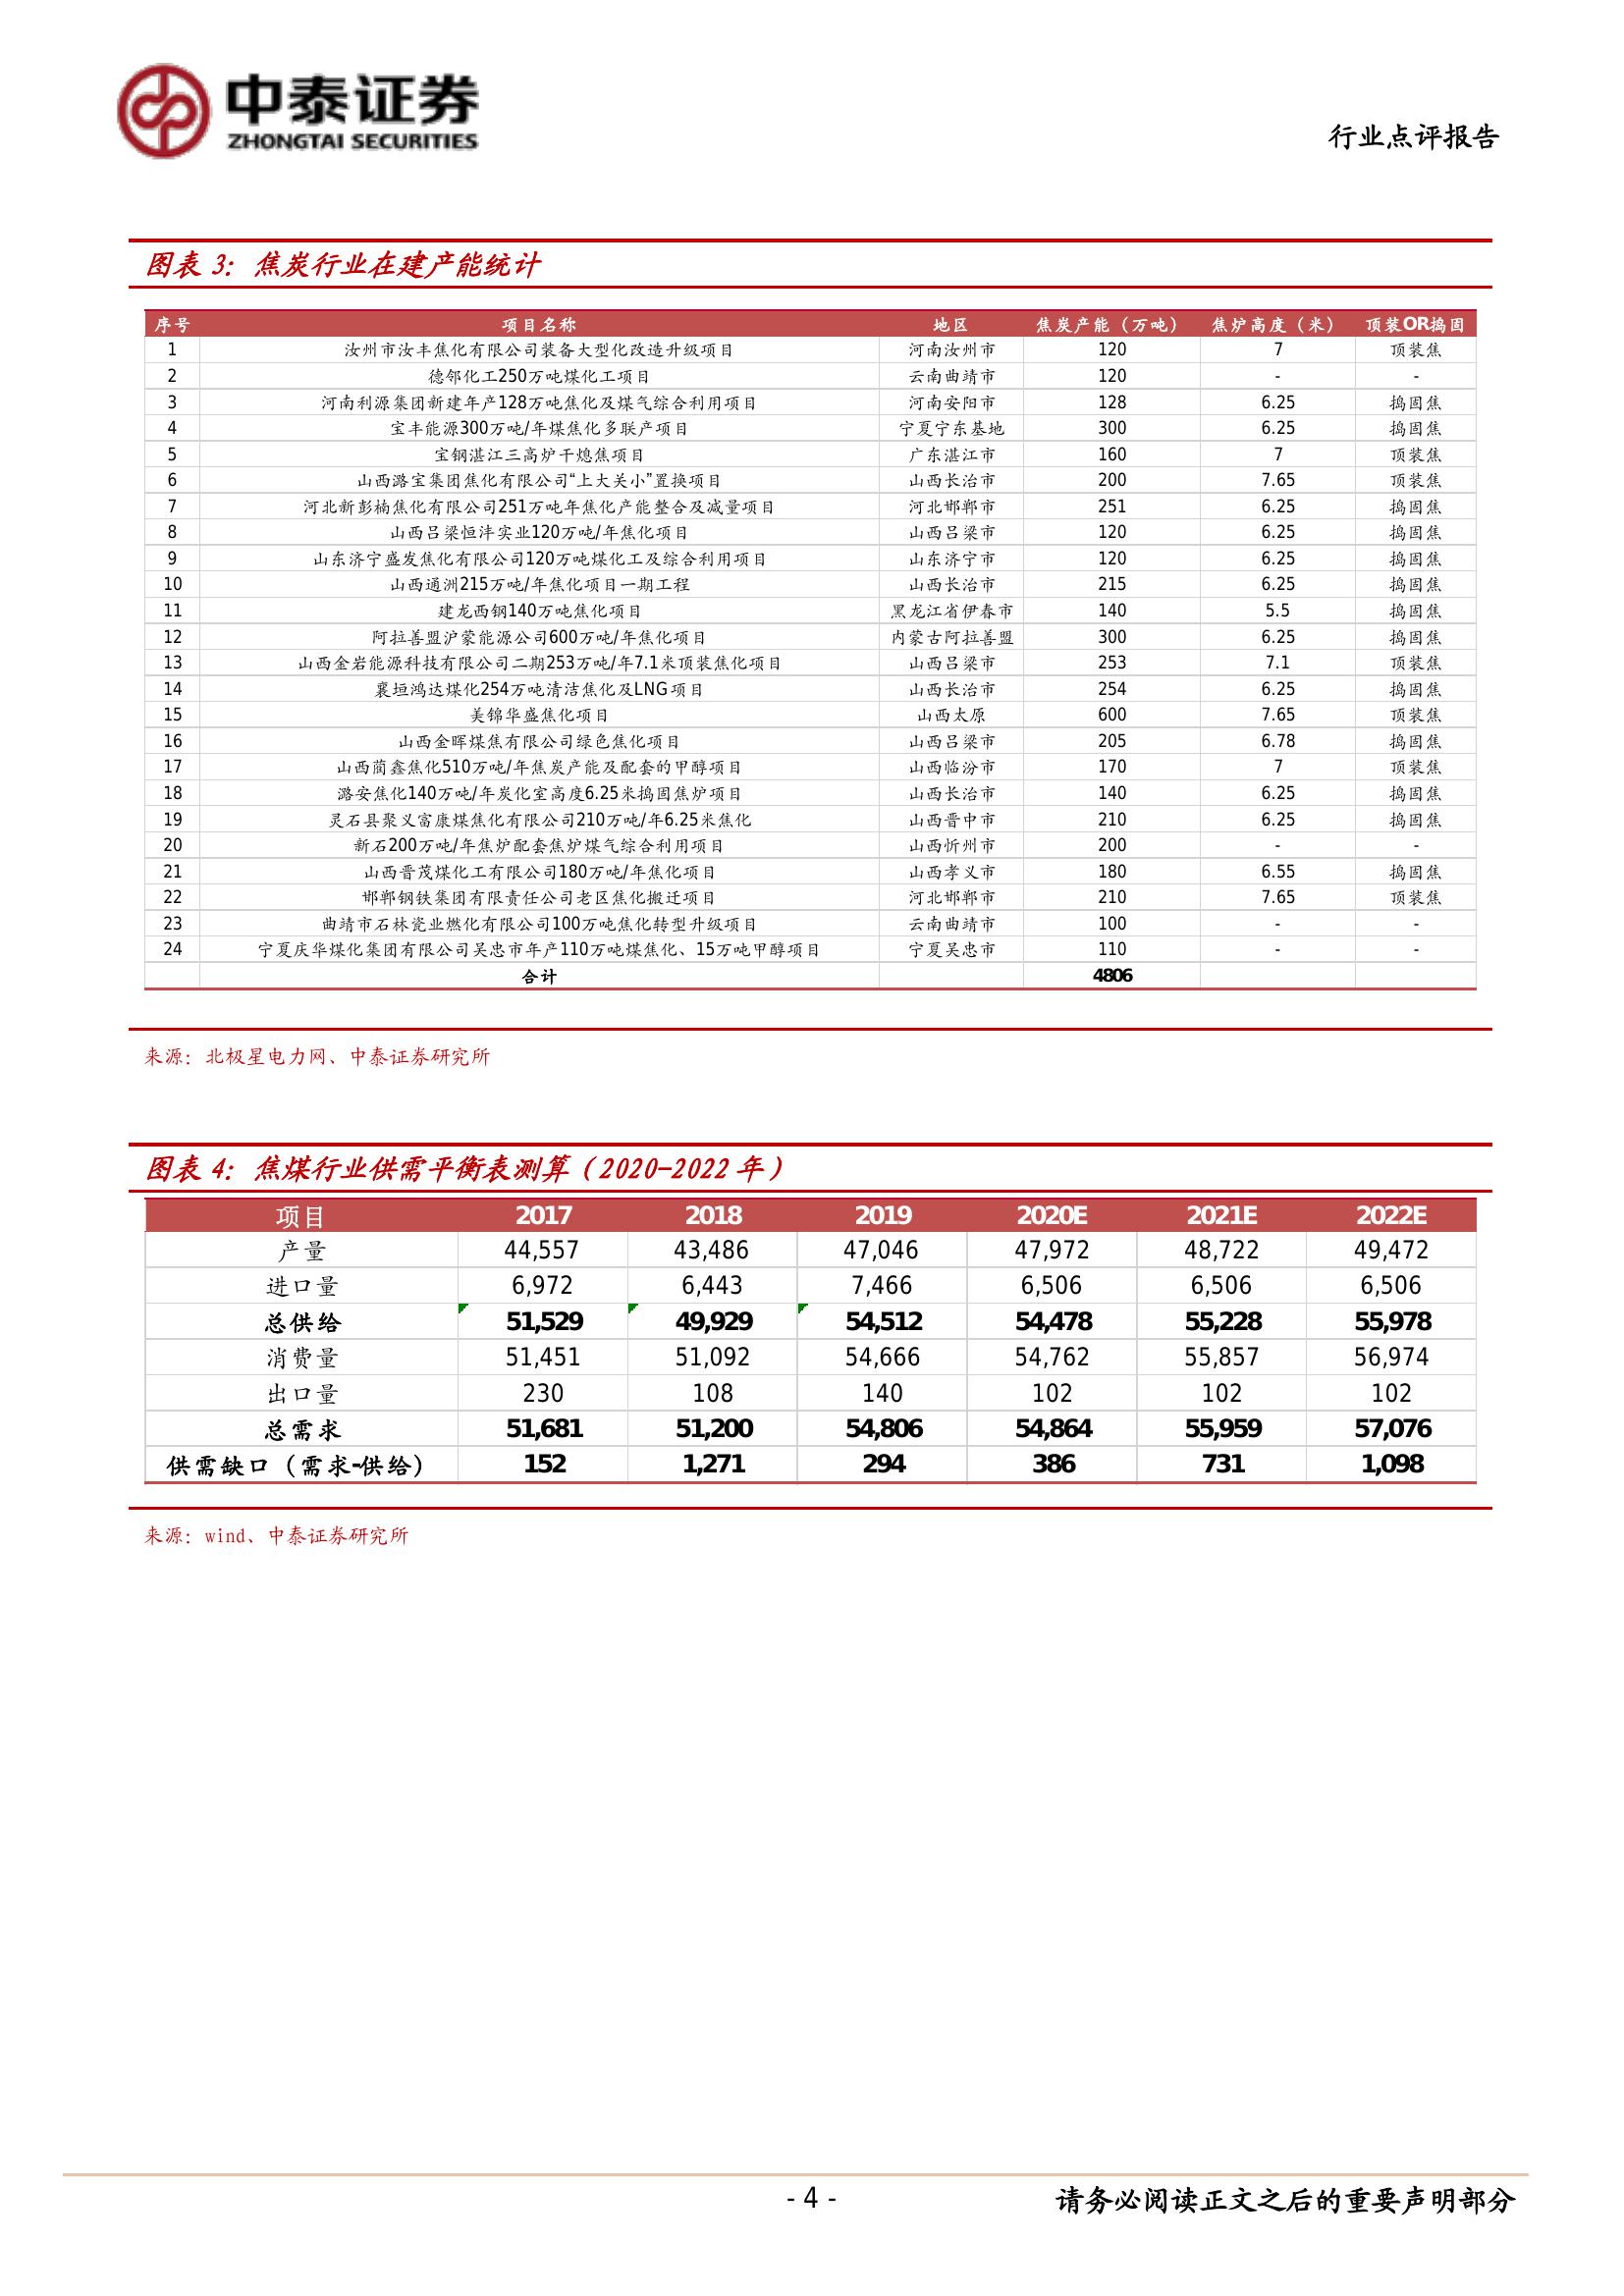 中泰证券
ZHONGTAI SECURITIES
行业点评报告
图表 3：焦炭行业在建产能统计
序号 项目名称 地区 焦炭产能（万吨） 焦炉高度（米） 顶装OR捣固
1 汝州市汝丰焦化有限公司装备大型化改造升级项目 河南汝州市 120 7 顶装焦
2 德邻化工250万吨煤化工项目 云南曲靖市 120 - -
3 河南利源集团新建年产128万吨焦化及煤气综合利用项目 河南安阳市 128 6.25 捣固焦
4 宝丰能源300万吨/年煤焦化多联产项目 宁夏宁东基地 300 6.25 捣固焦
5 宝钢湛江三高炉干熄焦项目 广东湛江市 160 7 顶装焦
6 山西潞宝集团焦化有限公司“上大关小”置换项目 山西长治市 200 7.65 顶装焦
7 河北新彭楠焦化有限公司251万吨年焦化产能整合及减量项目 河北邯郸市 251 6.25 捣固焦
8 山西吕梁恒沣实业120万吨/年焦化项目 山西吕梁市 120 6.25 捣固焦
9 山东济宁盛发焦化有限公司120万吨煤化工及综合利用项目 山东济宁市 120 6.25 捣固焦
10 山西通洲215万吨/年焦化项目一期工程 山西长治市 215 6.25 捣固焦
11 建龙西钢140万吨焦化项目 黑龙江省伊春市 140 5.5 捣固焦
12 阿拉善盟沪蒙能源公司600万吨/年焦化项目 内蒙古阿拉善盟 300 6.25 捣固焦
13 山西金岩能源科技有限公司二期253万吨/年7.1米顶装焦化项目 山西吕梁市 253 7.1 顶装焦
14 襄垣鸿达煤化254万吨清洁焦化及LNG项目 山西长治市 254 6.25 捣固焦
15 美锦华盛焦化项目 山西太原 600 7.65 顶装焦
16 山西金晖煤焦有限公司绿色焦化项目 山西吕梁市 205 6.78 捣固焦
17 山西蔺鑫焦化510万吨/年焦炭产能及配套的甲醇项目 山西临汾市 170 7 顶装焦
18 潞安焦化140万吨/年炭化室高度6.25米捣固焦炉项目 山西长治市 140 6.25 捣固焦
19 灵石县聚义富康煤焦化有限公司210万吨/年6.25米焦化 山西晋中市 210 6.25 捣固焦
20 新石200万吨/年焦炉配套焦炉煤气综合利用项目 山西忻州市 200 - -
21 山西晋茂煤化工有限公司180万吨/年焦化项目 山西孝义市 180 6.55 捣固焦
22 邯郸钢铁集团有限责任公司老区焦化搬迁项目 河北邯郸市 210 7.65 顶装焦
23 曲靖市石林瓷业燃化有限公司100万吨焦化转型升级项目 云南曲靖市 100 - -
24 宁夏庆华煤化集团有限公司吴忠市年产110万吨煤焦化、15万吨甲醇项目 宁夏吴忠市 110 - -
合计 4806
来源：北极星电力网、中泰证券研究所
图表 4：焦煤行业供需平衡表测算（2020-2022 年）
项目 2017 2018 2019 2020E 2021E 2022E
产量 44,557 43,486 47,046 47,972 48,722 49,472
进口量 6,972 6,443 7,466 6,506 6,506 6,506
总供给 51,529 49,929 54,512 54,478 55,228 55,978
消费量 51,451 51,092 54,666 54,762 55,857 56,974
出口量 230 108 140 102 102 102
总需求 51,681 51,200 54,806 54,864 55,959 57,076
供需缺口（需求-供给） 152 1,271 294 386 731 1,098
来源：wind、中泰证券研究所
- 4 -
请务必阅读正文之后的重要声明部分